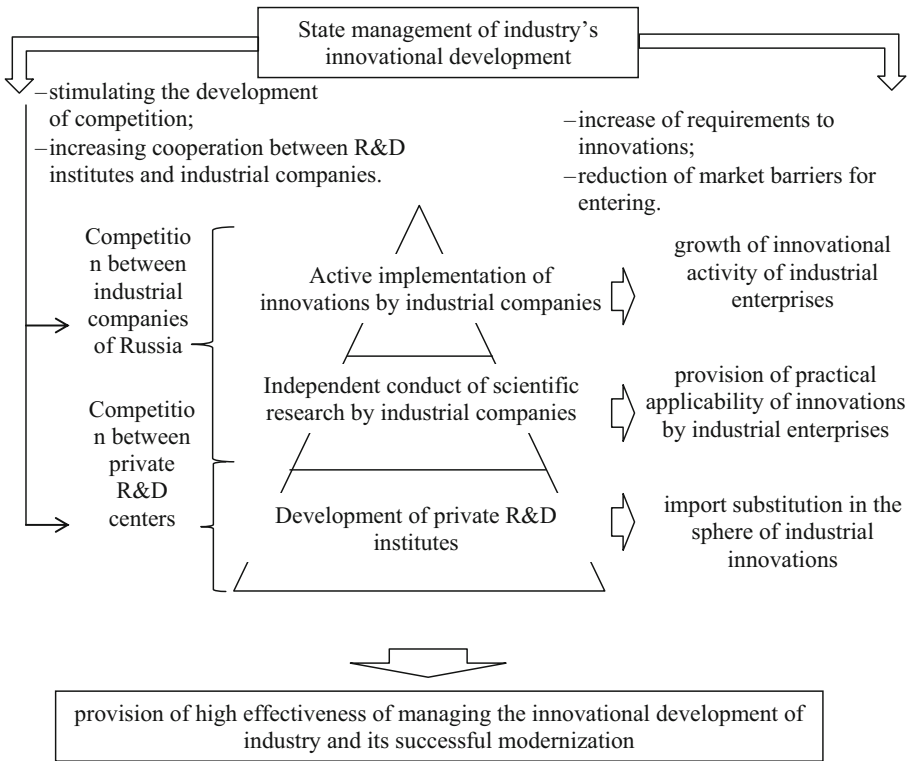 State management of industry's
innovational development
–stimulating the development
of competition;
–increasing cooperation between R&D
institutes and industrial companies.
–increase of requirements to
innovations;
–reduction of market barriers for
entering.
Competitio
n between
industrial
companies
of Russia
Active implementation of
innovations by industrial companies
growth of innovational
activity of industrial
enterprises
Independent conduct of scientific
research by industrial companies
provision of practical
applicability of innovations
by industrial enterprises
Competitio
n between
private
R&D
centers
Development of private R&D
institutes
import substitution in the
sphere of industrial
innovations
provision of high effectiveness of managing the innovational development of
industry and its successful modernization